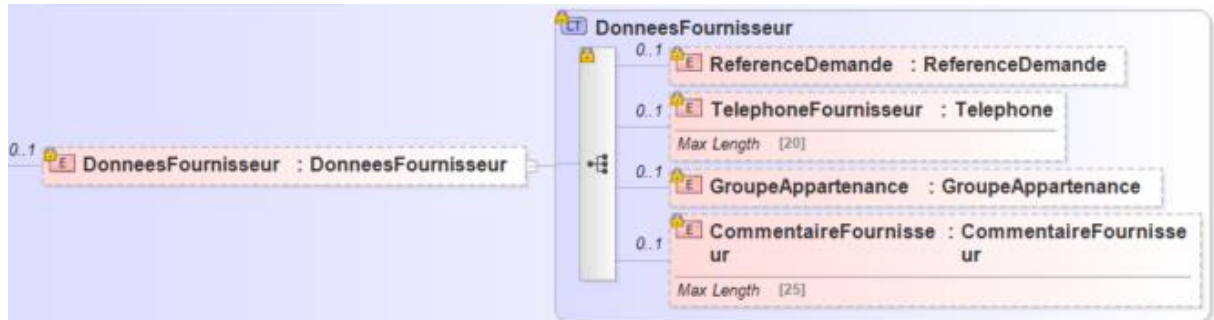 CT DonneesFournisseur
0..1 E ReferenceDemande : ReferenceDemande
0..1 E TelephoneFournisseur : Telephone
Max Length [20]
0..1 E DonneesFournisseur : DonneesFournisseur
0..1 E GroupeAppartenance : GroupeAppartenance
0..1 E CommentaireFournisse : CommentaireFournisse
ur ur
Max Length [25]